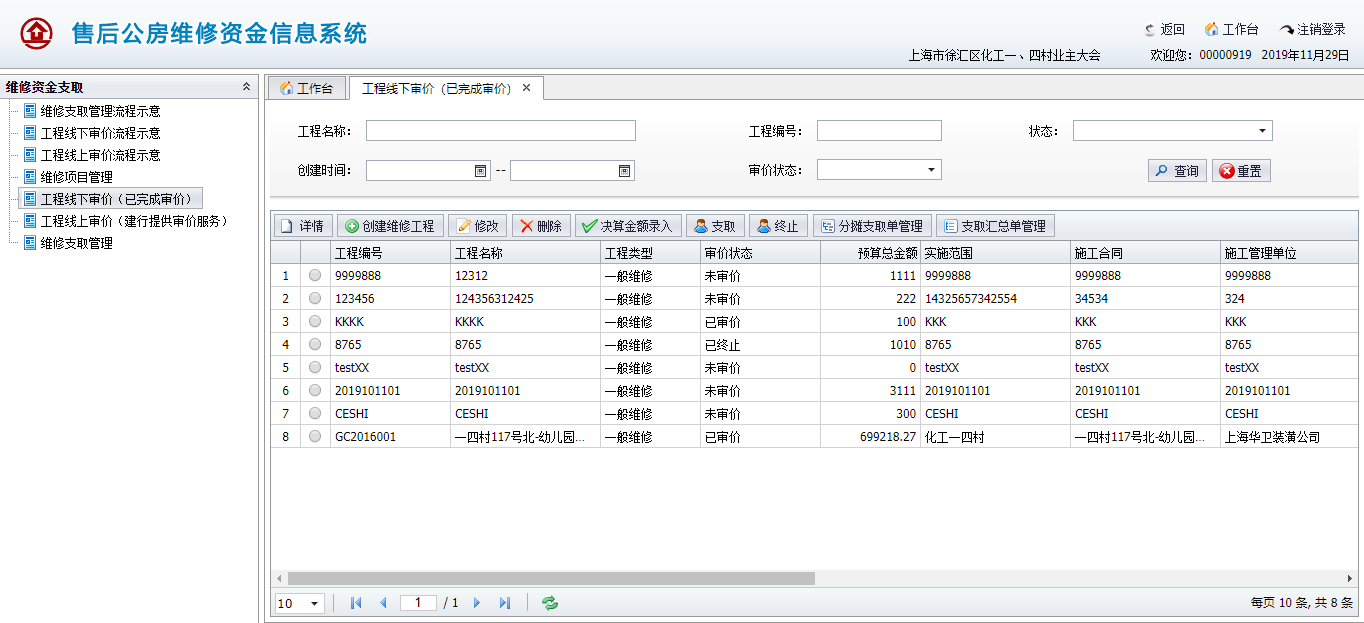 售后公房维修资金信息系统
返回 工作台 注销登录
上海市徐汇区化工一、四村业主大会 欢迎您：00000919 2019年11月29日
维修资金支取
维修支取管理流程示意
工程线下审价流程示意
工程线上审价流程示意
维修项目管理
工程线下审价（已完成审价）
工程线上审价（建行提供审价服务）
维修支取管理
工作台 工程线下审价（已完成审价）
工程名称： 工程编号： 状态：
创建时间： -- 审价状态： 查询 重置
详情 创建维修工程 修改 删除 决算金额录入 支取 终止 分摊支取单管理 支取汇总单管理
工程编号 工程名称 工程类型 审价状态 预算总金额 实施范围 施工合同 施工管理单位
1 9999888 12312 一般维修 未审价 1111 9999888 9999888 9999888
2 123456 124356312425 一般维修 未审价 222 14325657342554 34534 324
3 KKKK KKKK 一般维修 已审价 100 KKK KKK KKK
4 8765 8765 一般维修 已终止 1010 8765 8765 8765
5 testXX testXX 一般维修 未审价 0 testXX testXX testXX
6 2019101101 2019101101 一般维修 未审价 3111 2019101101 2019101101 2019101101
7 CESHI CESHI 一般维修 未审价 300 CESHI CESHI CESHI
8 GC2016001 一四村117号北-幼儿园... 一般维修 已审价 699218.27 化工一四村 一四村117号北-幼儿园... 上海华卫装潢公司
10 1 / 1 每页 10 条, 共 8 条